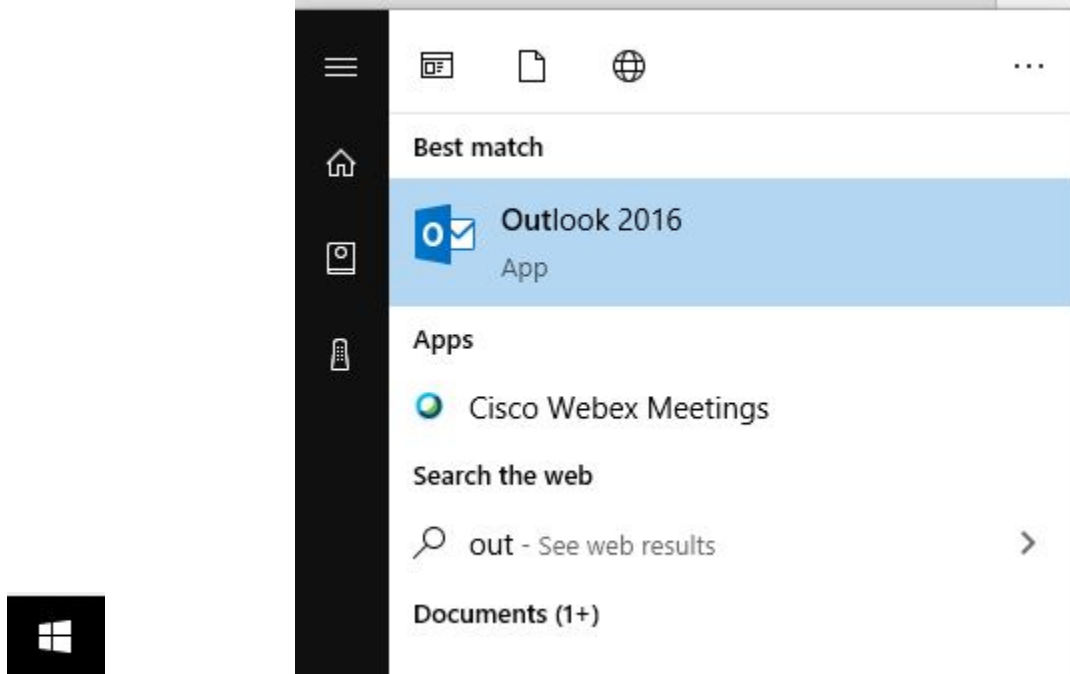 Best match
Outlook 2016
App
Apps
Cisco Webex Meetings
Search the web
out - See web results
Documents (1+)